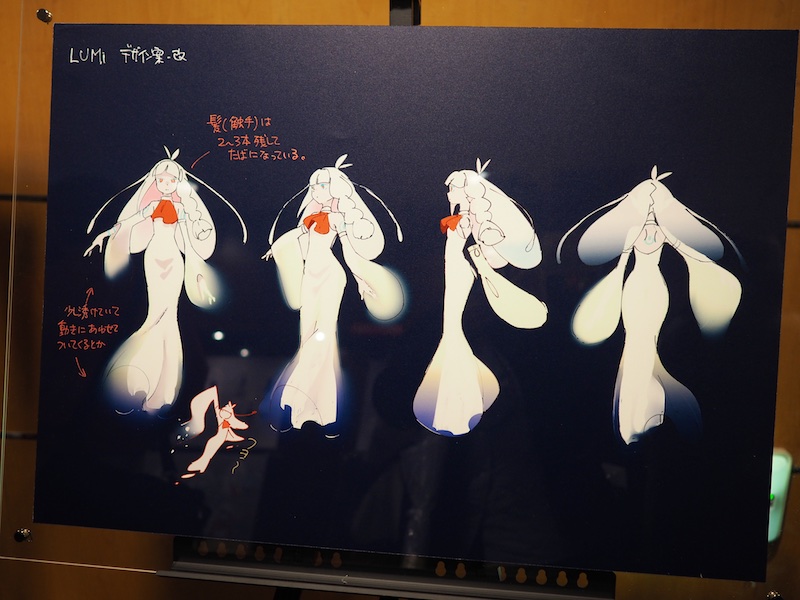 LUMi デザイン案-改
髪(触手)は
2~3本残して
たばになっている。
少し透けていて
動きにあわせて
ついてくるとか